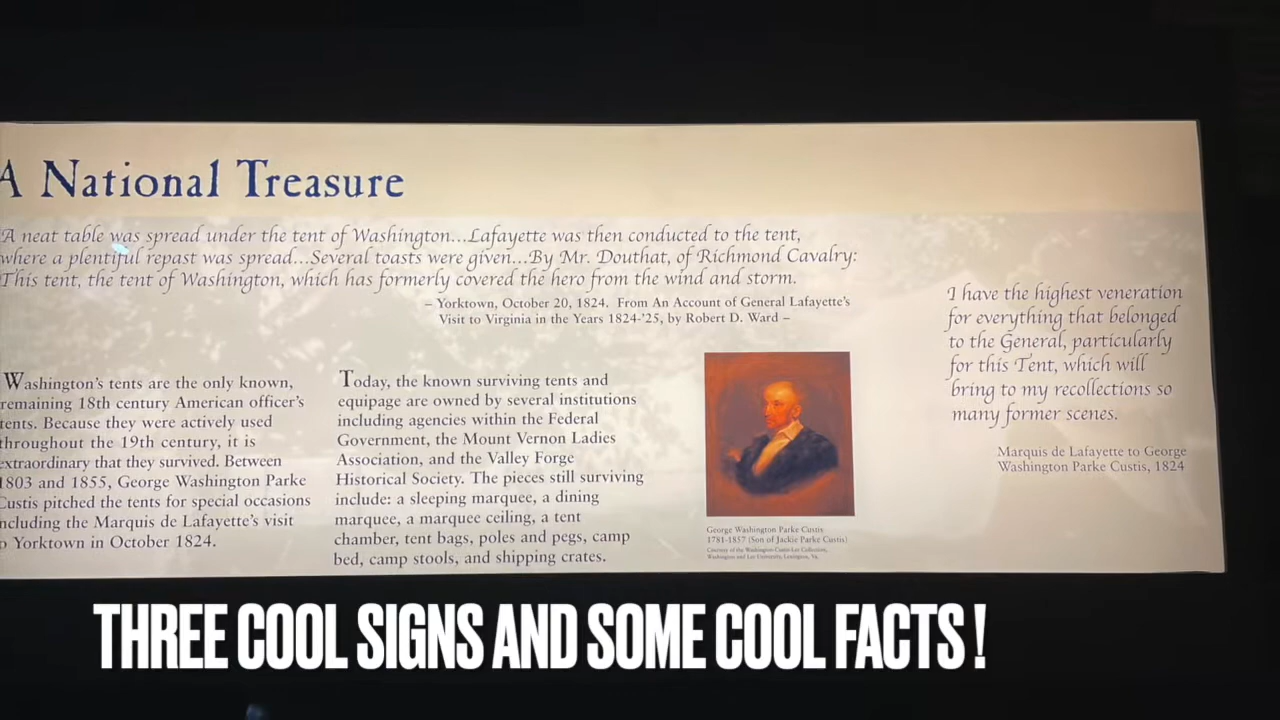 A National Treasure
A neat table was spread under the tent of Washington...Lafayette was then conducted to the tent,
where a plentiful repast was spread...Several toasts were given...By Mr. Douthat, of Richmond Cavalry:
This tent, the tent of Washington, which has formerly covered the hero from the wind and storm.
– Yorktown, October 20, 1824. From An Account of General Lafayette's
Visit to Virginia in the Years 1824-'25, by Robert D. Ward –
Washington's tents are the only known,
remaining 18th century American officer's
tents. Because they were actively used
throughout the 19th century, it is
extraordinary that they survived. Between
1803 and 1855, George Washington Parke
Custis pitched the tents for special occasions
ncluding the Marquis de Lafayette's visit
o Yorktown in October 1824.
Today, the known surviving tents and
equipage are owned by several institutions
including agencies within the Federal
Government, the Mount Vernon Ladies
Association, and the Valley Forge
Historical Society. The pieces still surviving
include: a sleeping marquee, a dining
marquee, a marquee ceiling, a tent
chamber, tent bags, poles and pegs, camp
bed, camp stools, and shipping crates.
George Washington Parke Custis
1781-1857 (Son of Jackie Parke Custis)
Courtesy of the Washington-Custis-Lee Collection,
Washington and Lee University, Lexington, Va.
I have the highest veneration
for everything that belonged
to the General, particularly
for this Tent, which will
bring to my recollections so
many former scenes.
Marquis de Lafayette to George
Washington Parke Custis, 1824
THREE COOL SIGNS AND SOME COOL FACTS !